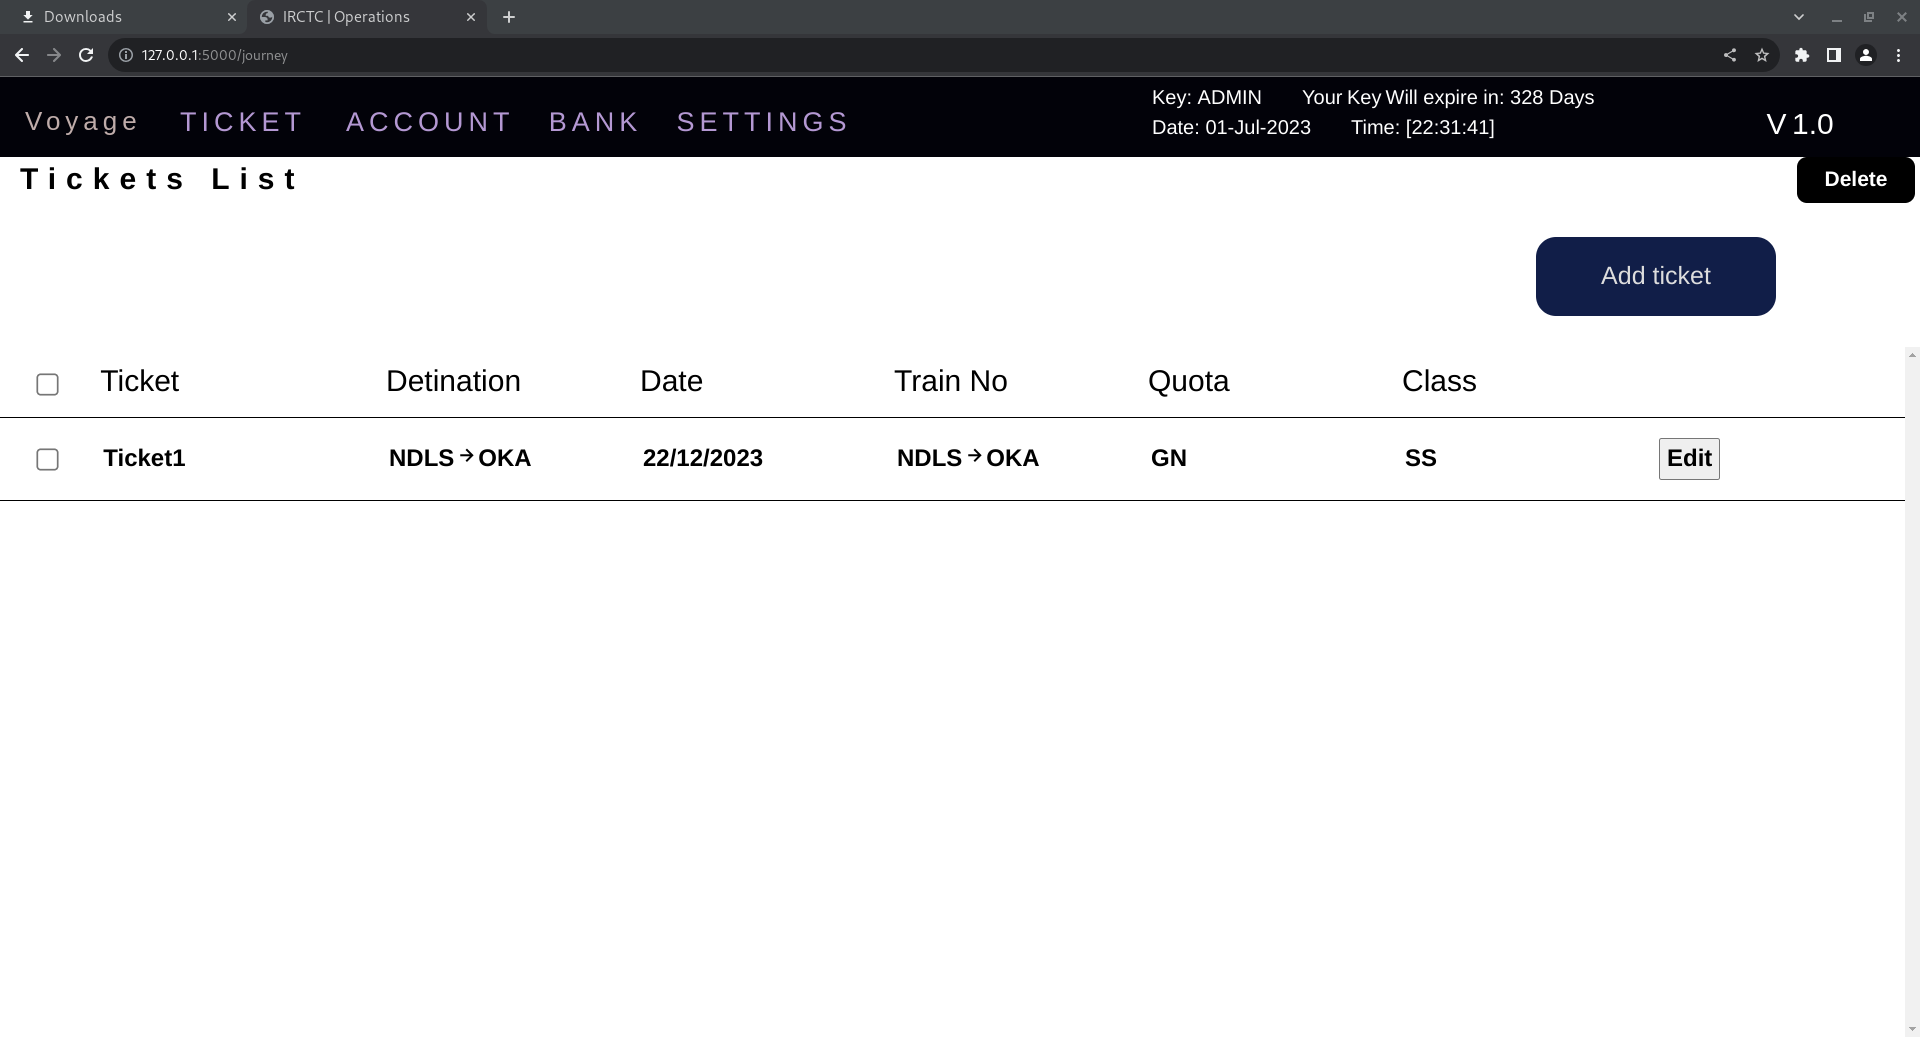 Downloads
IRCTC | Operations
127.0.0.1:5000/journey
Voyage TICKET ACCOUNT BANK SETTINGS
Key: ADMIN Your Key Will expire in: 328 Days
Date: 01-Jul-2023 Time: [22:31:41]
V 1.0
Tickets List
Delete
Add ticket
Ticket Detination Date Train No Quota Class
Ticket1 NDLS → OKA 22/12/2023 NDLS → OKA GN SS Edit